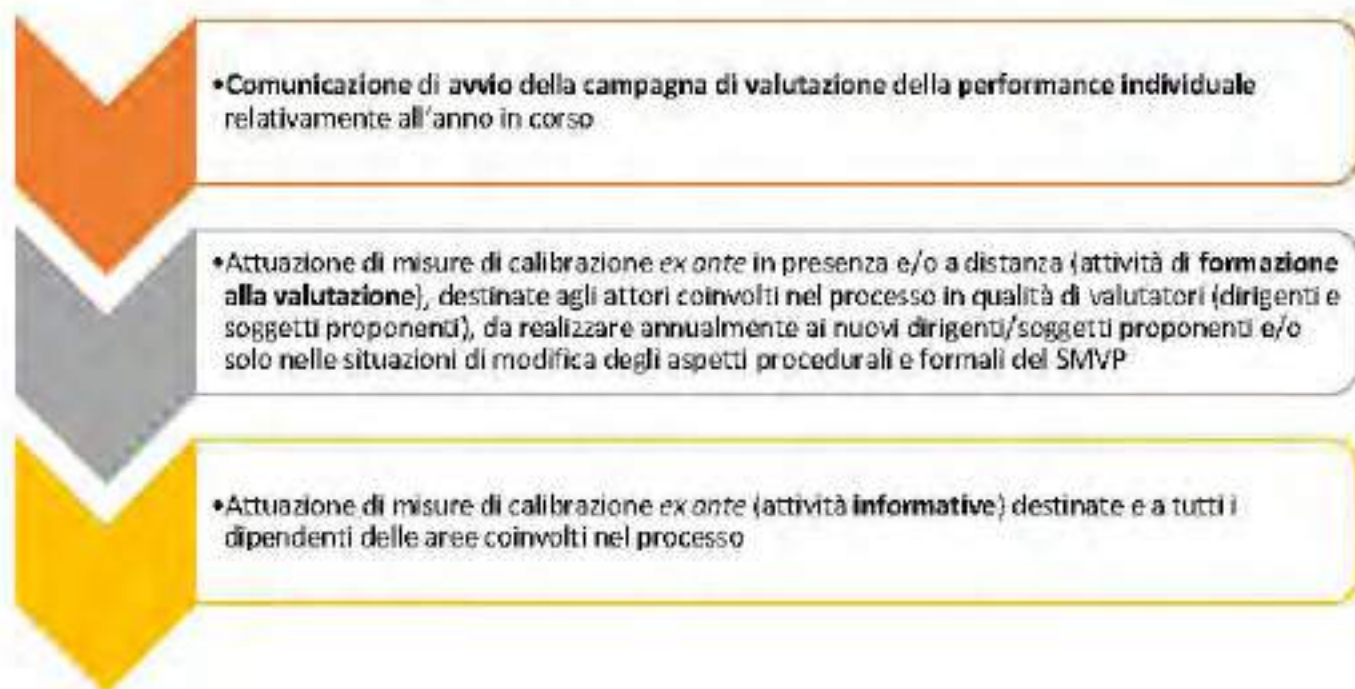 •Comunicazione di avvio della campagna di valutazione della performance individuale
relativamente all'anno in corso
•Attuazione di misure di calibrazione ex ante in presenza e/o a distanza (attività di formazione
alla valutazione), destinate agli attori coinvolti nel processo in qualità di valutatori (dirigenti e
soggetti proponenti), da realizzare annualmente ai nuovi dirigenti/soggetti proponenti e/o
solo nelle situazioni di modifica degli aspetti procedurali e formali del SMVP
•Attuazione di misure di calibrazione ex ante (attività informative) destinate e a tutti i
dipendenti delle aree coinvolti nel processo